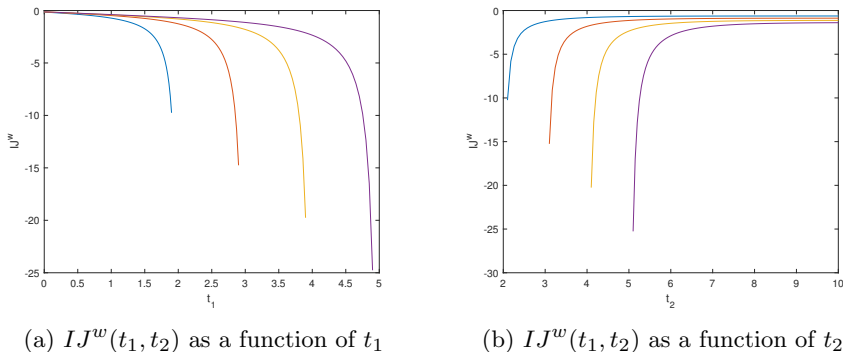 0
-5
-10
-15
-20
-25
IJ^w
0 0.5 1 1.5 2 2.5 3 3.5 4 4.5 5
t_1
(a) IJ^w(t_1, t_2) as a function of t_1
0
-5
-10
-15
-20
-25
-30
IJ^w
2 3 4 5 6 7 8 9 10
t_2
(b) IJ^w(t_1, t_2) as a function of t_2